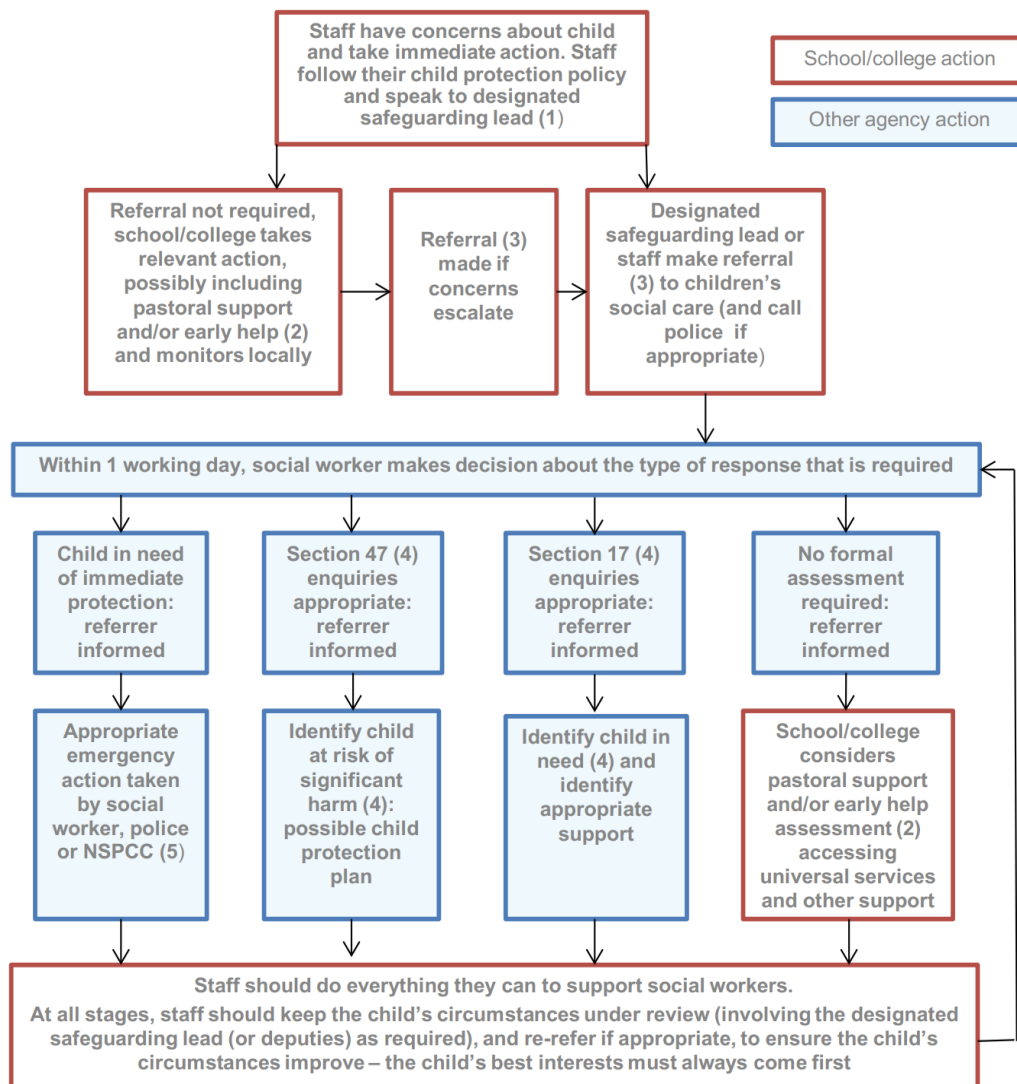 Staff have concerns about child
and take immediate action. Staff
follow their child protection policy
and speak to designated
safeguarding lead (1)
School/college action
Other agency action
Referral not required,
school/college takes
relevant action,
possibly including
pastoral support
and/or early help (2)
and monitors locally
Referral (3)
made if
concerns
escalate
Designated
safeguarding lead or
staff make referral
(3) to children’s
social care (and call
police if
appropriate)
Within 1 working day, social worker makes decision about the type of response that is required
Child in need
of immediate
protection:
referrer
informed
Section 47 (4)
enquiries
appropriate:
referrer
informed
Section 17 (4)
enquiries
appropriate:
referrer
informed
No formal
assessment
required:
referrer
informed
Appropriate
emergency
action taken
by social
worker, police
or NSPCC (5)
Identify child
at risk of
significant
harm (4):
possible child
protection
plan
Identify child in
need (4) and
identify
appropriate
support
School/college
considers
pastoral support
and/or early help
assessment (2)
accessing
universal services
and other support
Staff should do everything they can to support social workers.
At all stages, staff should keep the child’s circumstances under review (involving the designated
safeguarding lead (or deputies) as required), and re-refer if appropriate, to ensure the child’s
circumstances improve – the child’s best interests must always come first